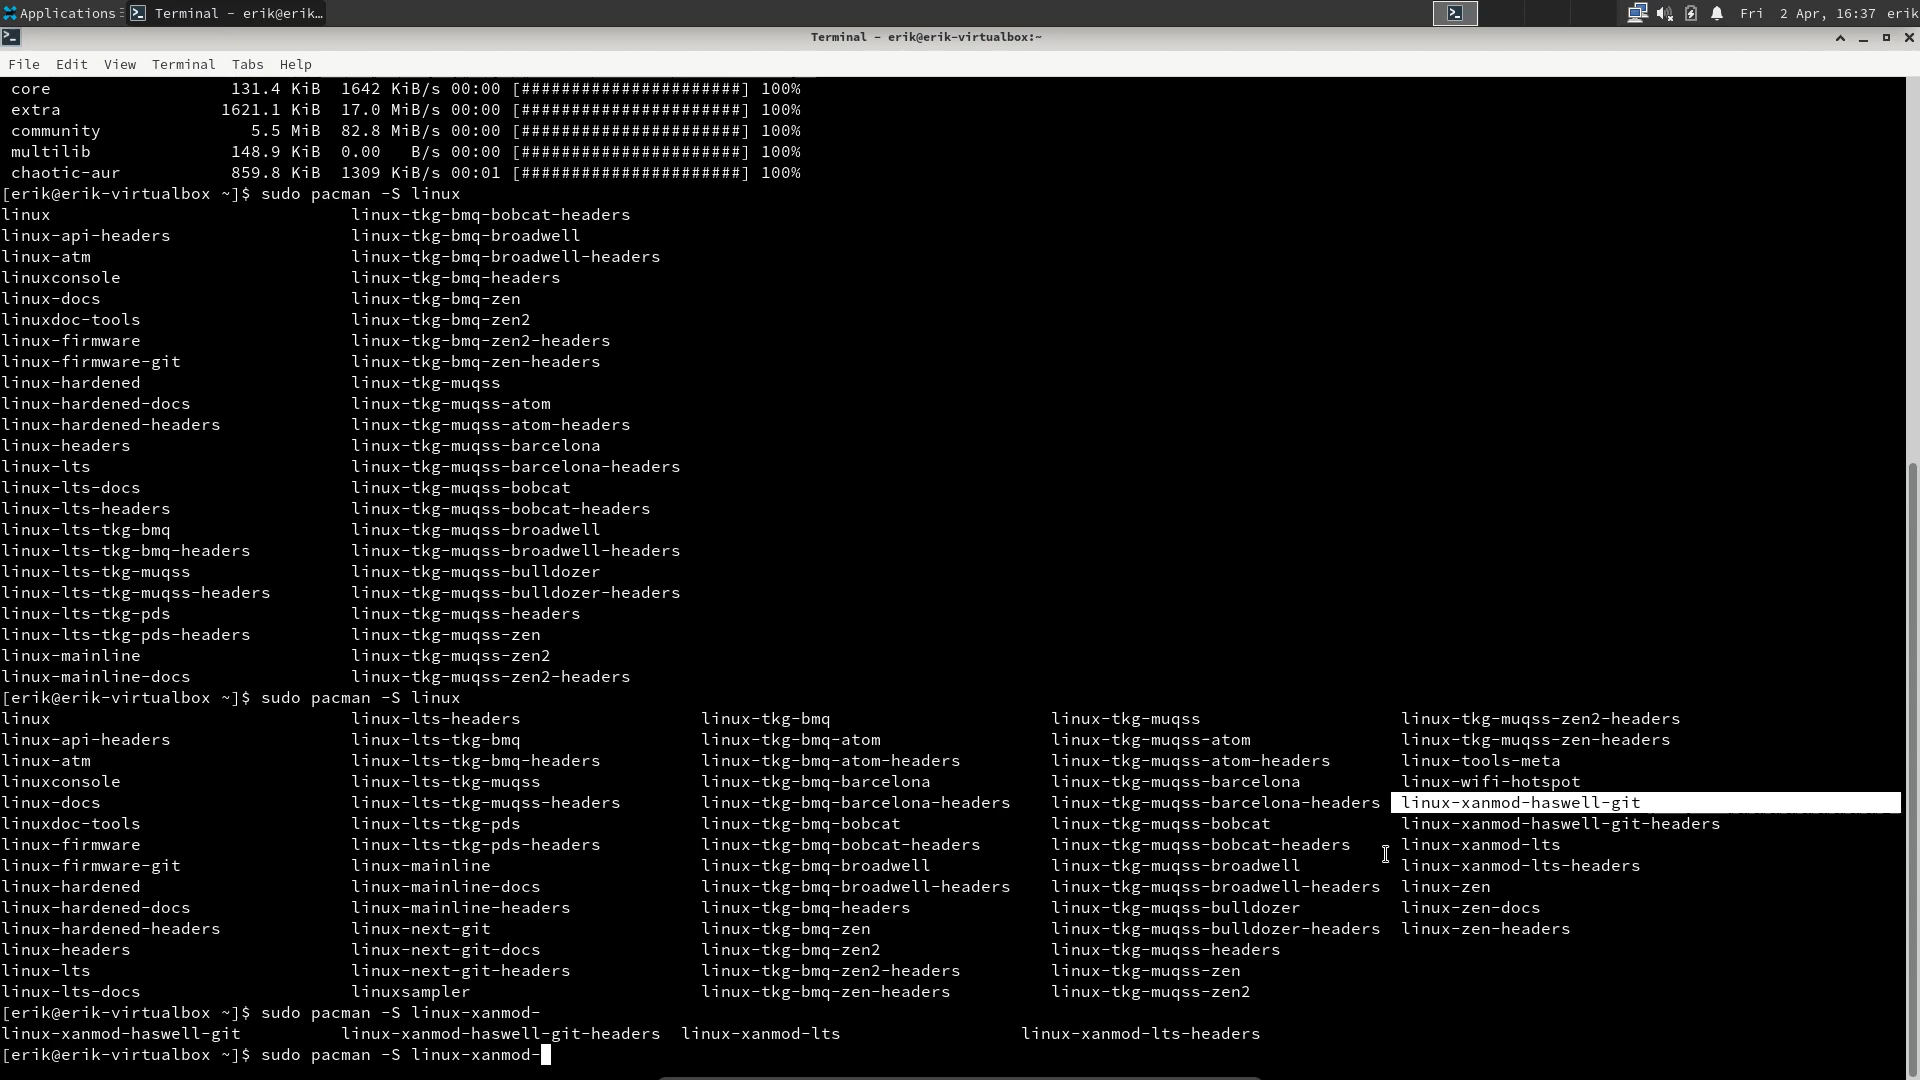 Applications Terminal - erik@erik... Fri 2 Apr, 16:37 erik
Terminal - erik@erik-virtualbox:~
File Edit View Terminal Tabs Help
core 131.4 KiB 1642 KiB/s 00:00 [######################] 100%
extra 1621.1 KiB 17.0 MiB/s 00:00 [######################] 100%
community 5.5 MiB 82.8 MiB/s 00:00 [######################] 100%
multilib 148.9 KiB 0.00 B/s 00:00 [######################] 100%
chaotic-aur 859.8 KiB 1309 KiB/s 00:01 [######################] 100%
[erik@erik-virtualbox ~]$ sudo pacman -S linux
linux linux-tkg-bmq-bobcat-headers
linux-api-headers linux-tkg-bmq-broadwell
linux-atm linux-tkg-bmq-broadwell-headers
linuxconsole linux-tkg-bmq-headers
linux-docs linux-tkg-bmq-zen
linuxdoc-tools linux-tkg-bmq-zen2
linux-firmware linux-tkg-bmq-zen2-headers
linux-firmware-git linux-tkg-bmq-zen-headers
linux-hardened linux-tkg-muqss
linux-hardened-docs linux-tkg-muqss-atom
linux-hardened-headers linux-tkg-muqss-atom-headers
linux-headers linux-tkg-muqss-barcelona
linux-lts linux-tkg-muqss-barcelona-headers
linux-lts-docs linux-tkg-muqss-bobcat
linux-lts-headers linux-tkg-muqss-bobcat-headers
linux-lts-tkg-bmq linux-tkg-muqss-broadwell
linux-lts-tkg-bmq-headers linux-tkg-muqss-broadwell-headers
linux-lts-tkg-muqss linux-tkg-muqss-bulldozer
linux-lts-tkg-muqss-headers linux-tkg-muqss-bulldozer-headers
linux-lts-tkg-pds linux-tkg-muqss-headers
linux-lts-tkg-pds-headers linux-tkg-muqss-zen
linux-mainline linux-tkg-muqss-zen2
linux-mainline-docs linux-tkg-muqss-zen2-headers
[erik@erik-virtualbox ~]$ sudo pacman -S linux
linux linux-lts-headers linux-tkg-bmq linux-tkg-muqss linux-tkg-muqss-zen2-headers
linux-api-headers linux-lts-tkg-bmq linux-tkg-bmq-atom linux-tkg-muqss-atom linux-tkg-muqss-zen-headers
linux-atm linux-lts-tkg-bmq-headers linux-tkg-bmq-atom-headers linux-tkg-muqss-atom-headers linux-tools-meta
linuxconsole linux-lts-tkg-muqss linux-tkg-bmq-barcelona linux-tkg-muqss-barcelona linux-wifi-hotspot
linux-docs linux-lts-tkg-muqss-headers linux-tkg-bmq-barcelona-headers linux-tkg-muqss-barcelona-headers linux-xanmod-haswell-git
linuxdoc-tools linux-lts-tkg-pds linux-tkg-bmq-bobcat linux-tkg-muqss-bobcat linux-xanmod-haswell-git-headers
linux-firmware linux-lts-tkg-pds-headers linux-tkg-bmq-bobcat-headers linux-tkg-muqss-bobcat-headers linux-xanmod-lts
linux-firmware-git linux-mainline linux-tkg-bmq-broadwell linux-tkg-muqss-broadwell linux-xanmod-lts-headers
linux-hardened linux-mainline-docs linux-tkg-bmq-broadwell-headers linux-tkg-muqss-broadwell-headers linux-zen
linux-hardened-docs linux-mainline-headers linux-tkg-bmq-headers linux-tkg-muqss-bulldozer linux-zen-docs
linux-hardened-headers linux-next-git linux-tkg-bmq-zen linux-tkg-muqss-bulldozer-headers linux-zen-headers
linux-headers linux-next-git-docs linux-tkg-bmq-zen2 linux-tkg-muqss-headers
linux-lts linux-next-git-headers linux-tkg-bmq-zen2-headers linux-tkg-muqss-zen
linux-lts-docs linuxsampler linux-tkg-bmq-zen-headers linux-tkg-muqss-zen2
[erik@erik-virtualbox ~]$ sudo pacman -S linux-xanmod-
linux-xanmod-haswell-git linux-xanmod-haswell-git-headers linux-xanmod-lts linux-xanmod-lts-headers
[erik@erik-virtualbox ~]$ sudo pacman -S linux-xanmod-